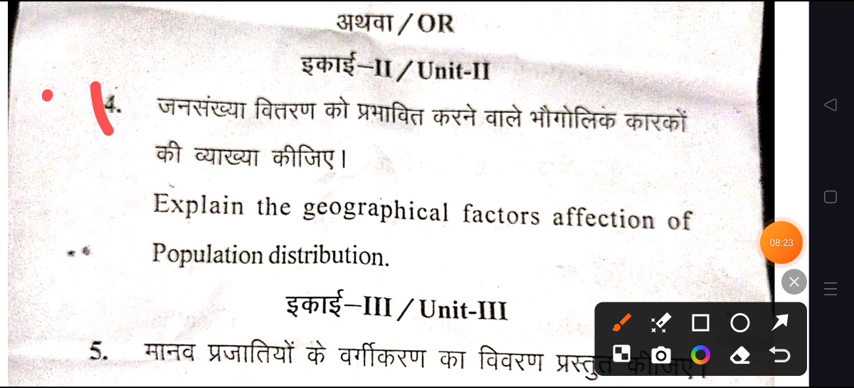 अथवा / OR
इकाई–II / Unit-II
4. जनसंख्या वितरण को प्रभावित करने वाले भौगोलिक कारकों
की व्याख्या कीजिए।
Explain the geographical factors affection of
Population distribution.
08:23
इकाई–III / Unit-III
5. मानव प्रजातियों के वर्गीकरण का विवरण प्रस्तुत कीजिए।